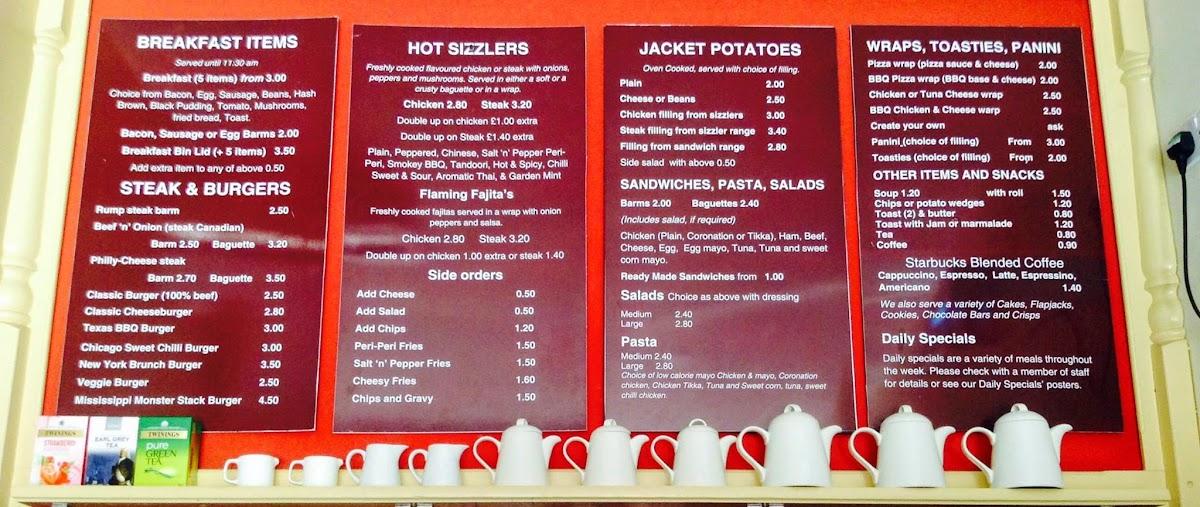 BREAKFAST ITEMS
Served until 11:30 am
Breakfast (5 items) from 3.00
Choice from Bacon, Egg, Sausage, Beans, Hash
Brown, Black Pudding, Tomato, Mushrooms,
fried bread, Toast.
Bacon, Sausage or Egg Barms 2.00
Breakfast Bin Lid (+ 5 items) 3.50
Add extra item to any of above 0.50
STEAK & BURGERS
Rump steak barm 2.50
Beef 'n' Onion (steak Canadian)
Barm 2.50 Baguette 3.20
Philly-Cheese steak
Barm 2.70 Baguette 3.50
Classic Burger (100% beef) 2.50
Classic Cheeseburger 2.80
Texas BBQ Burger 3.00
Chicago Sweet Chilli Burger 3.00
New York Brunch Burger 3.50
Veggie Burger 2.50
Mississippi Monster Stack Burger 4.50
HOT SIZZLERS
Freshly cooked flavoured chicken or steak with onions,
peppers and mushrooms. Served in either a soft or a
crusty baguette or in a wrap.
Chicken 2.80 Steak 3.20
Double up on chicken £1.00 extra
Double up on Steak £1.40 extra
Plain, Peppered, Chinese, Salt 'n' Pepper Peri-
Peri, Smokey BBQ, Tandoori, Hot & Spicy, Chilli
Sweet & Sour, Aromatic Thai, & Garden Mint
Flaming Fajita's
Freshly cooked fajitas served in a wrap with onion
peppers and salsa.
Chicken 2.80 Steak 3.20
Double up on chicken 1.00 extra or steak 1.40
Side orders
Add Cheese 0.50
Add Salad 0.50
Add Chips 1.20
Peri-Peri Fries 1.50
Salt 'n' Pepper Fries 1.50
Cheesy Fries 1.60
Chips and Gravy 1.50
JACKET POTATOES
Oven Cooked, served with choice of filling.
Plain 2.00
Cheese or Beans 2.50
Chicken filling from sizzlers 3.00
Steak filling from sizzler range 3.40
Filling from sandwich range 2.80
Side salad with above 0.50
SANDWICHES, PASTA, SALADS
Barms 2.00 Baguettes 2.40
(Includes salad, if required)
Chicken (Plain, Coronation or Tikka), Ham, Beef,
Cheese, Egg, Egg mayo, Tuna, Tuna and sweet
corn mayo.
Ready Made Sandwiches from 1.00
Salads Choice as above with dressing
Medium 2.40
Large 2.80
Pasta
Medium 2.40
Large 2.80
Choice of low calorie mayo Chicken & mayo, Coronation
chicken, Chicken Tikka, Tuna and Sweet corn, tuna, sweet
chilli chicken.
WRAPS, TOASTIES, PANINI
Pizza wrap (pizza sauce & cheese) 2.00
BBQ Pizza wrap (BBQ base & cheese) 2.00
Chicken or Tuna Cheese wrap 2.50
BBQ Chicken & Cheese warp 2.50
Create your own ask
Panini (choice of filling) From 3.00
Toasties (choice of filling) From 2.00
OTHER ITEMS AND SNACKS
Soup 1.20 with roll 1.50
Chips or potato wedges 1.20
Toast (2) & butter 0.80
Toast with Jam or marmalade 1.20
Tea 0.80
Coffee 0.90
Starbucks Blended Coffee
Cappuccino, Espresso, Latte, Espressino,
Americano 1.40
We also serve a variety of Cakes, Flapjacks,
Cookies, Chocolate Bars and Crisps
Daily Specials
Daily specials are a variety of meals throughout
the week. Please check with a member of staff
for details or see our Daily Specials' posters.
TWININGS
STRAWBERRY
EARL GREY
TEA
TWININGS
pure
GREEN
TEA